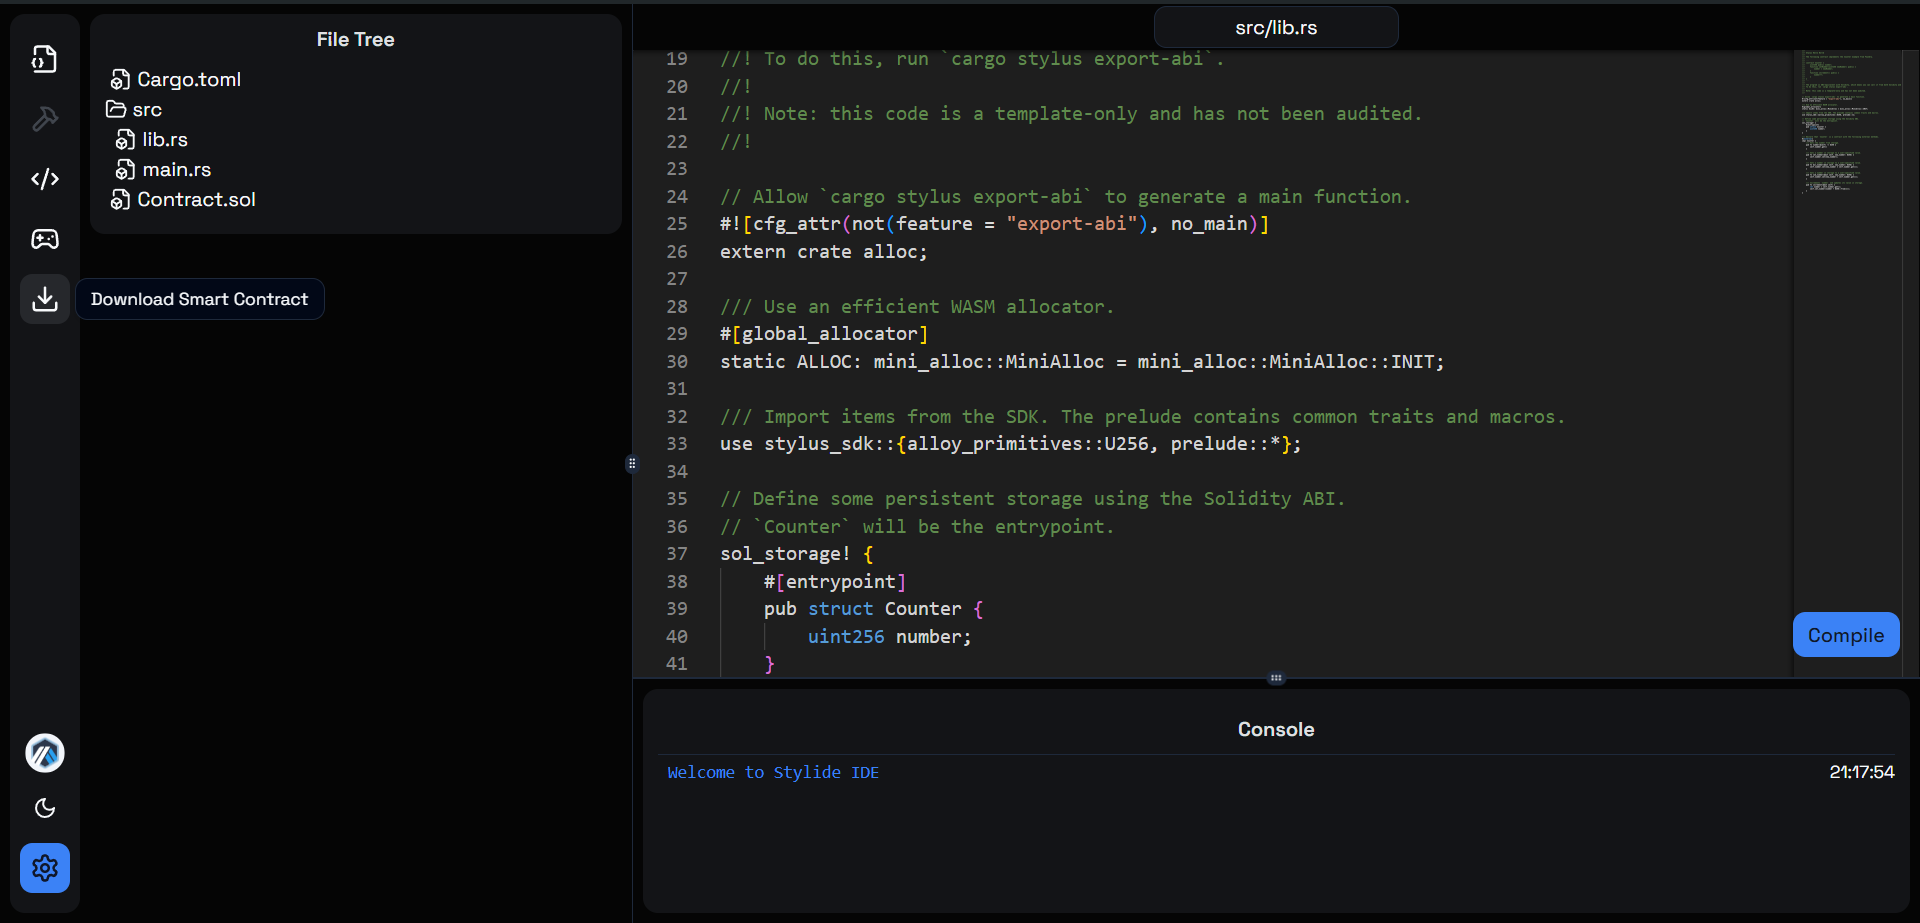 File Tree
Cargo.toml
src
lib.rs
main.rs
Contract.sol
Download Smart Contract
src/lib.rs
19 //! To do this, run `cargo stylus export-abi`.
20 //!
21 //! Note: this code is a template-only and has not been audited.
22 //!
23
24 // Allow `cargo stylus export-abi` to generate a main function.
25 #![cfg_attr(not(feature = "export-abi"), no_main)]
26 extern crate alloc;
27
28 /// Use an efficient WASM allocator.
29 #[global_allocator]
30 static ALLOC: mini_alloc::MiniAlloc = mini_alloc::MiniAlloc::INIT;
31
32 /// Import items from the SDK. The prelude contains common traits and macros.
33 use stylus_sdk::{alloy_primitives::U256, prelude::*};
34
35 // Define some persistent storage using the Solidity ABI.
36 // `Counter` will be the entrypoint.
37 sol_storage! {
38     #[entrypoint]
39     pub struct Counter {
40         uint256 number;
41     }
Compile
Console
Welcome to Stylide IDE 21:17:54